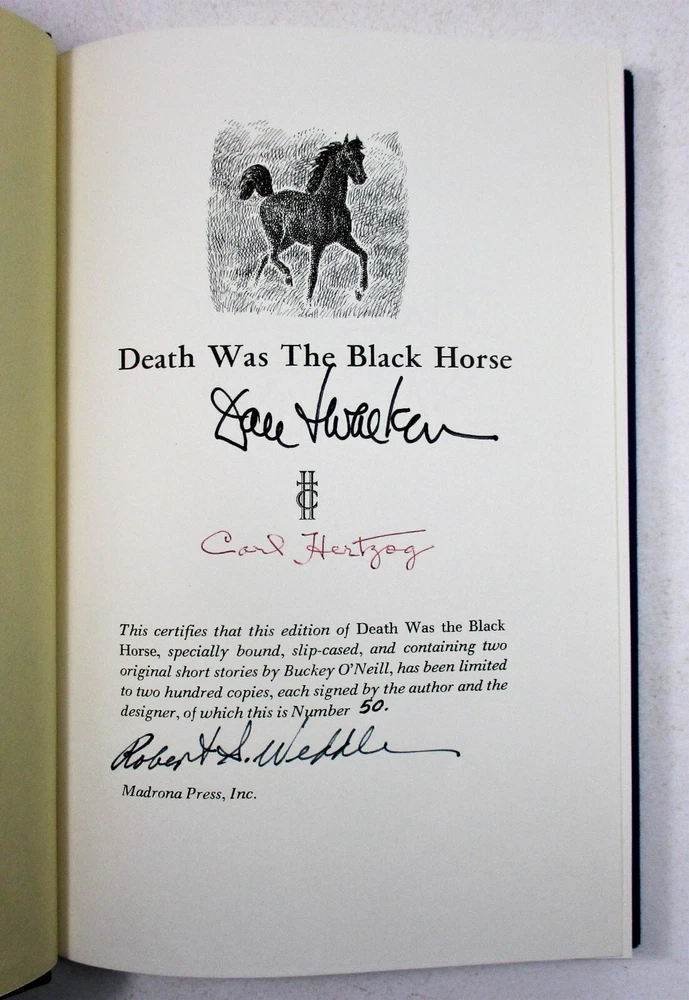 Death Was The Black Horse
Dale L Walker
HCH
Carl Hertzog
This certifies that this edition of Death Was the Black
Horse, specially bound, slip-cased, and containing two
original short stories by Buckey O'Neill, has been limited
to two hundred copies, each signed by the author and the
designer, of which this is Number 50.
Robert S. Weddle
Madrona Press, Inc.